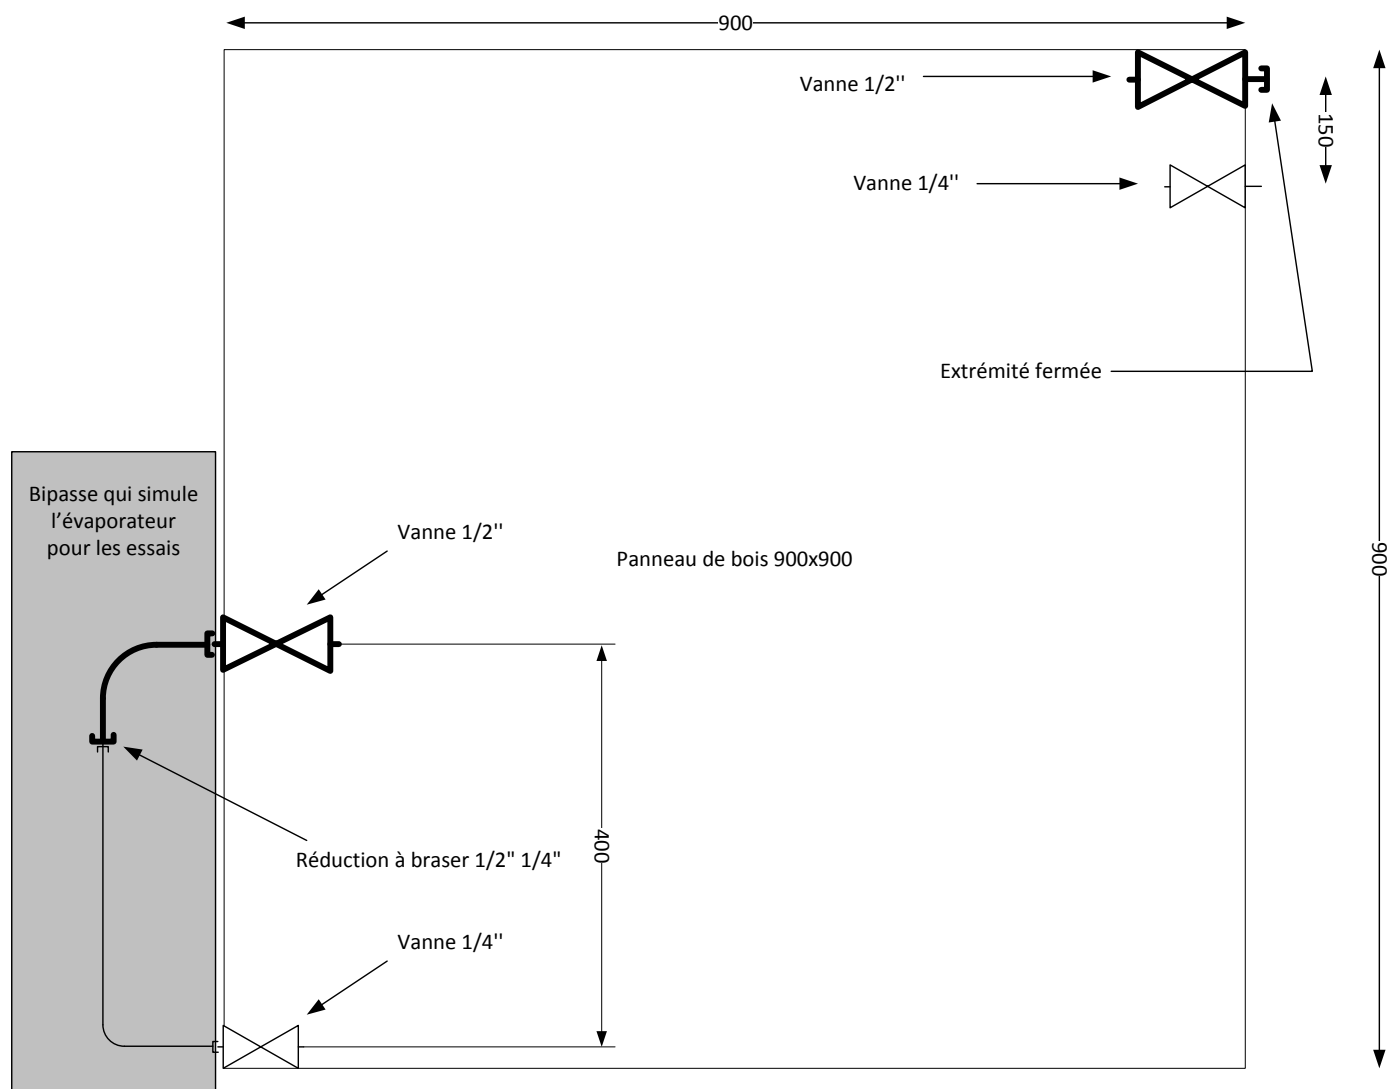 900
Vanne 1/2''
150
Vanne 1/4''
Extrémité fermée
Bipasse qui simule
l'évaporateur
pour les essais
Vanne 1/2''
Panneau de bois 900x900
900
Réduction à braser 1/2" 1/4"
400
Vanne 1/4''